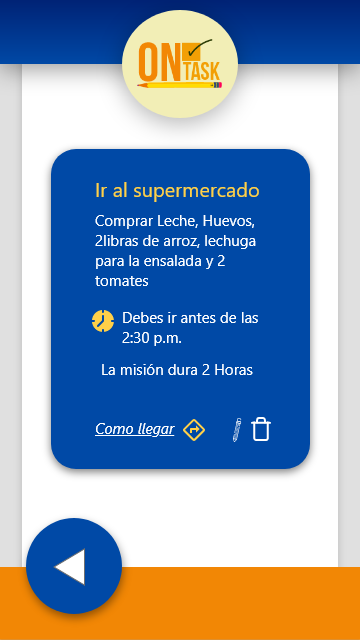 ON
TASK
Ir al supermercado
Comprar Leche, Huevos,
2libras de arroz, lechuga
para la ensalada y 2
tomates
Debes ir antes de las
2:30 p.m.
La misión dura 2 Horas
Como llegar